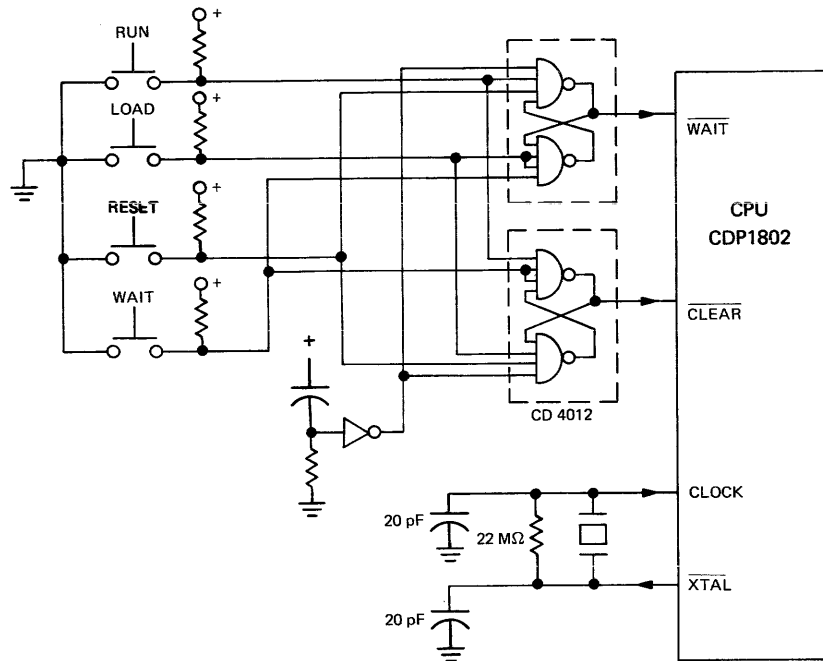 RUN
+
LOAD
+
RESET
+
WAIT
+
+
WAIT
CPU
CDP1802
CLEAR
CD 4012
CLOCK
20 pF
22 MΩ
XTAL
20 pF